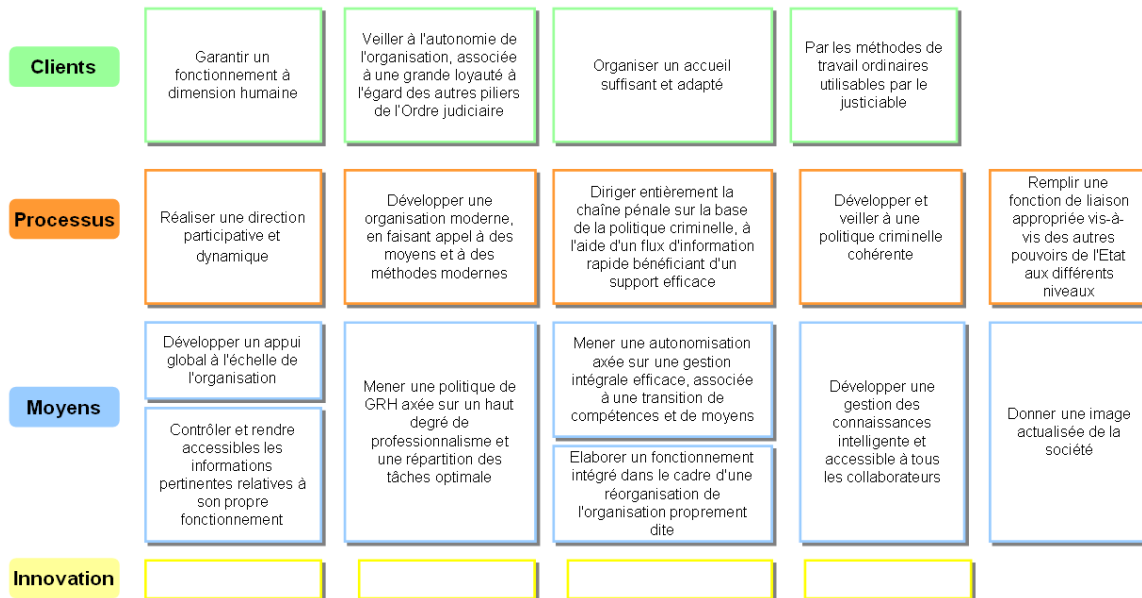 Clients
Garantir un
fonctionnement à
dimension humaine
Veiller à l'autonomie de
l'organisation, associée
à une grande loyauté à
l'égard des autres piliers
de l'Ordre judiciaire
Organiser un accueil
suffisant et adapté
Par les méthodes de
travail ordinaires
utilisables par le
justiciable
Processus
Réaliser une direction
participative et
dynamique
Développer une
organisation moderne,
en faisant appel à des
moyens et à des
méthodes modernes
Diriger entièrement la
chaîne pénale sur la base
de la politique criminelle, à
l'aide d'un flux d'information
rapide bénéficiant d'un
support efficace
Développer et
veiller à une
politique criminelle
cohérente
Remplir une
fonction de liaison
appropriée vis-à-
vis des autres
pouvoirs de l'Etat
aux différents
niveaux
Moyens
Développer un appui
global à l'échelle de
l'organisation
Contrôler et rendre
accessibles les
informations
pertinentes relatives à
son propre
fonctionnement
Mener une politique de
GRH axée sur un haut
degré de
professionnalisme et
une répartition des
tâches optimale
Mener une autonomisation
axée sur une gestion
intégrale efficace, associée
à une transition de
compétences et de moyens
Elaborer un fonctionnement
intégré dans le cadre d'une
réorganisation de
l'organisation proprement
dite
Développer une
gestion des
connaissances
intelligente et
accessible à tous
les collaborateurs
Donner une image
actualisée de la
société
Innovation